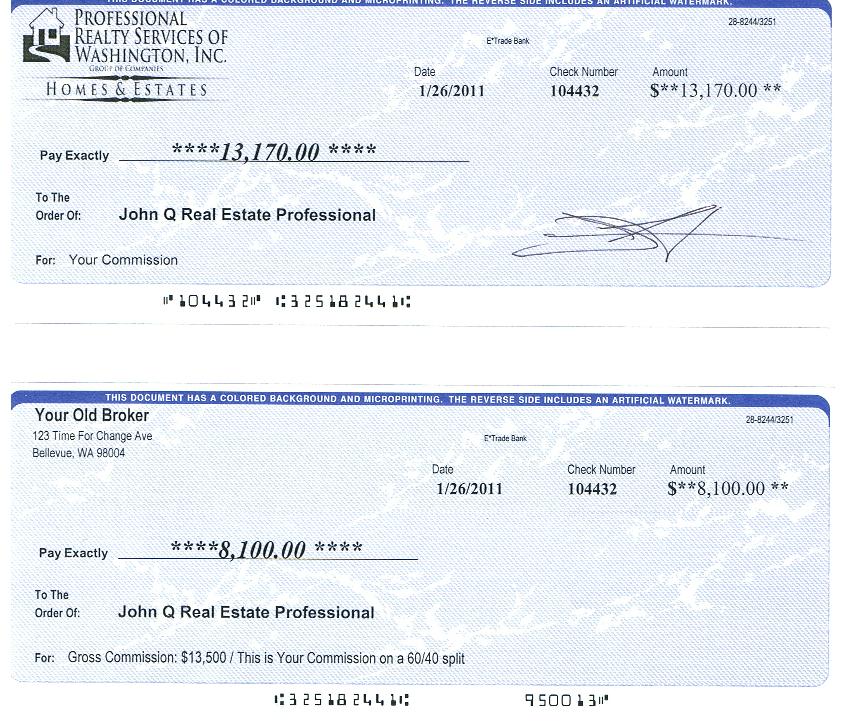 THIS DOCUMENT HAS A COLORED BACKGROUND AND MICROPRINTING. THE REVERSE SIDE INCLUDES AN ARTIFICIAL WATERMARK.
PROFESSIONAL
REALTY SERVICES OF
WASHINGTON, INC.
GROUP OF COMPANIES
HOMES & ESTATES
28-8244/3251
E*Trade Bank
Date Check Number Amount
1/26/2011 104432 $**13,170.00 **
Pay Exactly ****13,170.00 ****
To The
Order Of: John Q Real Estate Professional
For: Your Commission
⑈104432⑈ ⑆325182441⑆
THIS DOCUMENT HAS A COLORED BACKGROUND AND MICROPRINTING. THE REVERSE SIDE INCLUDES AN ARTIFICIAL WATERMARK.
Your Old Broker
123 Time For Change Ave
Bellevue, WA 98004
28-8244/3251
E*Trade Bank
Date Check Number Amount
1/26/2011 104432 $**8,100.00 **
Pay Exactly ****8,100.00 ****
To The
Order Of: John Q Real Estate Professional
For: Gross Commission: $13,500 / This is Your Commission on a 60/40 split
⑆325182441⑆ 950013⑈